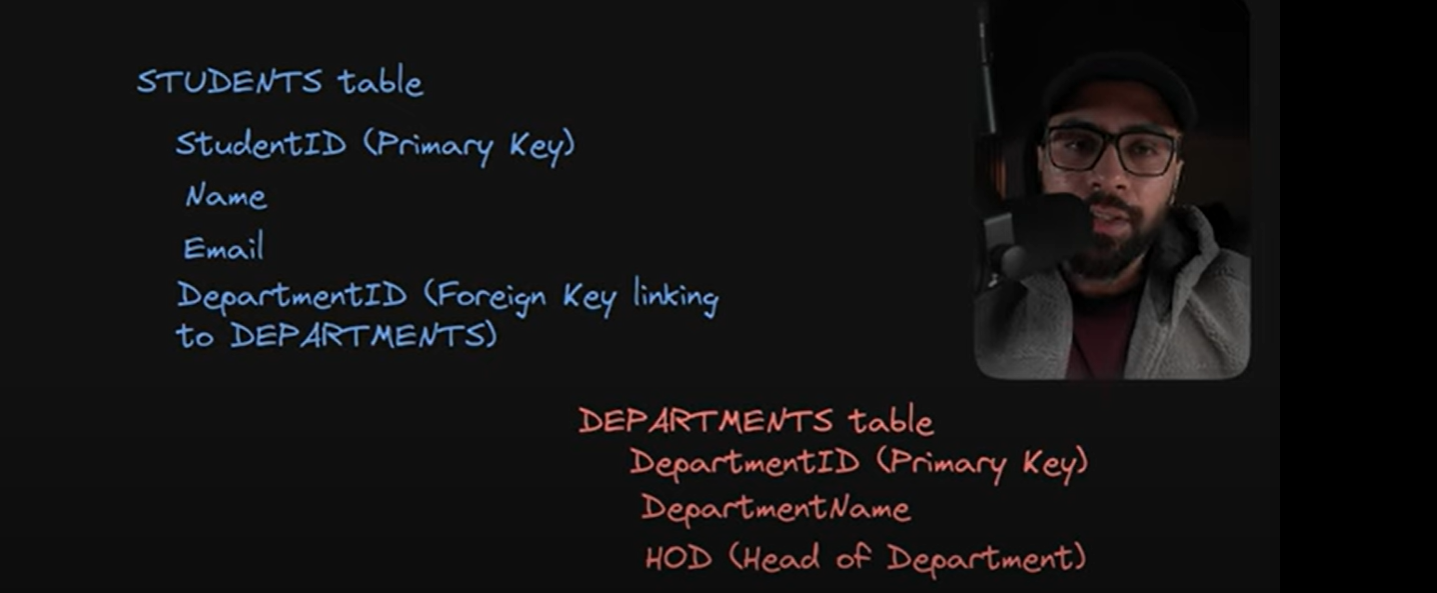 STUDENTS table
StudentID (Primary Key)
Name
Email
DepartmentID (Foreign Key linking
to DEPARTMENTS)
DEPARTMENTS table
DepartmentID (Primary Key)
DepartmentName
HOD (Head of Department)